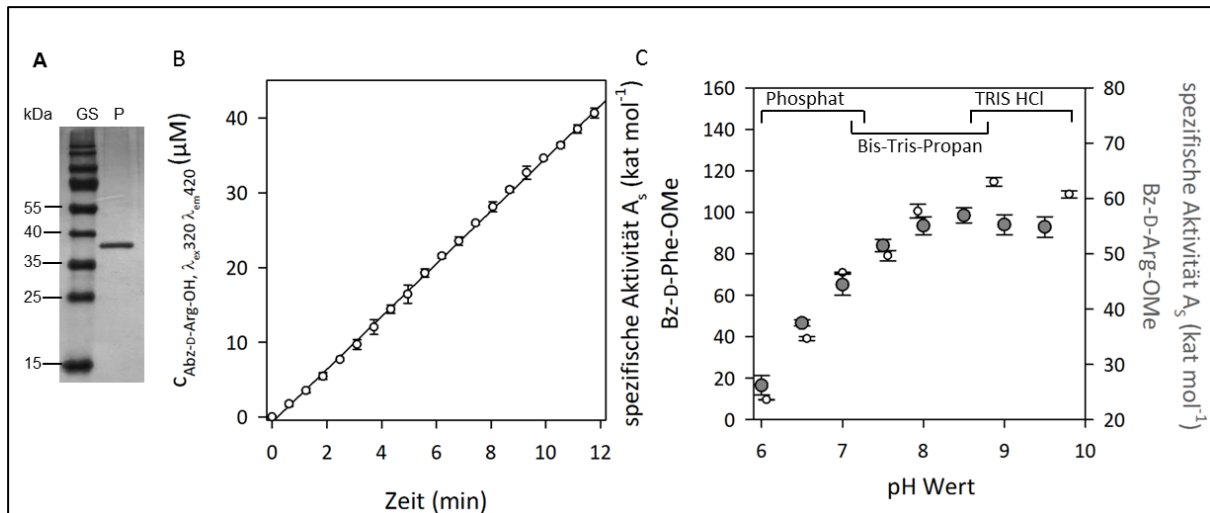 A
kDa GS P
55
40
35
25
15
B
C Abz-D-Arg-OH, λex320 λem420 (µM)
40
30
20
10
0
0 2 4 6 8 10 12
Zeit (min)
C
spezifische Aktivität As (kat mol-1)
Bz-D-Phe-OMe
160
140
120
100
80
60
40
20
0
Phosphat
Bis-Tris-Propan
TRIS HCl
6 7 8 9 10
pH Wert
80
70
60
50
40
30
20
Bz-D-Arg-OMe
spezifische Aktivität As (kat mol-1)